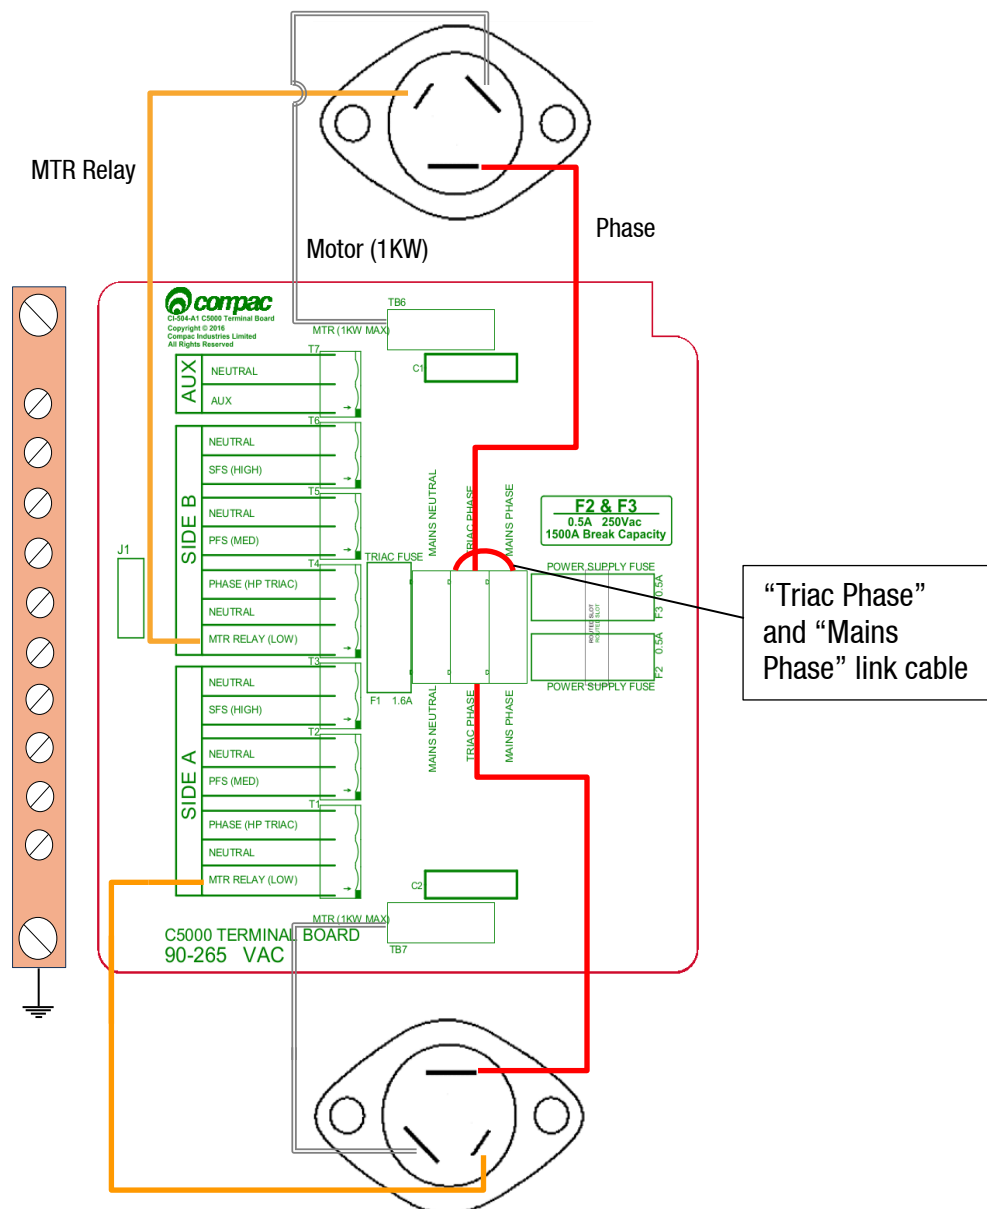 MTR Relay
Phase
Motor (1KW)
compac
CI-504-A1 C5000 Terminal Board
Copyright © 2016
Compac Industries Limited
All Rights Reserved
TB6
MTR (1KW MAX)
C1
T7
AUX
NEUTRAL
AUX
T6
SIDE B
NEUTRAL
SFS (HIGH)
T5
NEUTRAL
PFS (MED)
T4
PHASE (HP TRIAC)
NEUTRAL
MTR RELAY (LOW)
J1
T3
SIDE A
NEUTRAL
SFS (HIGH)
T2
NEUTRAL
PFS (MED)
T1
PHASE (HP TRIAC)
NEUTRAL
MTR RELAY (LOW)
MAINS NEUTRAL
TRIAC PHASE
MAINS PHASE
F2 & F3
0.5A 250Vac
1500A Break Capacity
TRIAC FUSE
F1 1.6A
POWER SUPPLY FUSE
F3 0.5A
ROUTED SLOT
ROUTED SLOT
F2 0.5A
POWER SUPPLY FUSE
MAINS NEUTRAL
TRIAC PHASE
MAINS PHASE
“Triac Phase”
and “Mains
Phase” link cable
C2
MTR (1KW MAX)
TB7
C5000 TERMINAL BOARD
90-265 VAC